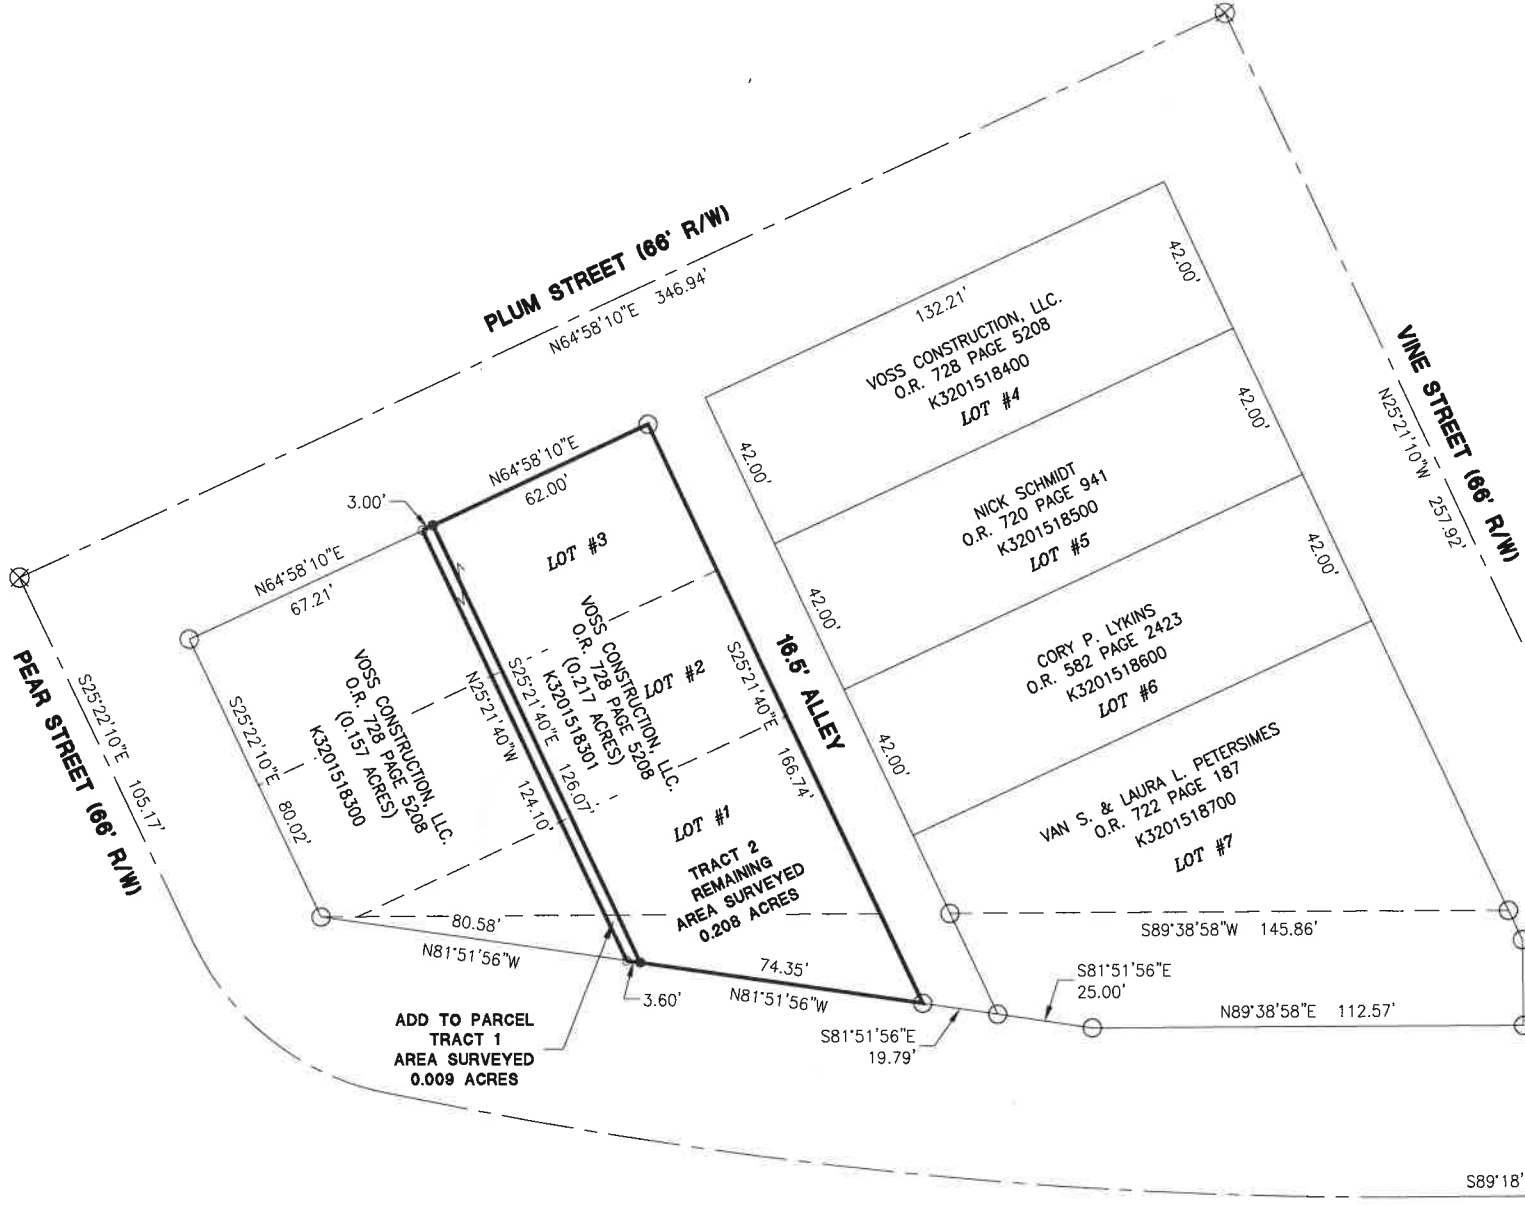 PLUM STREET (66' R/W)
N64°58'10"E 346.94'
VINE STREET (66' R/W)
N25°21'10"W 257.92'
PEAR STREET (66' R/W)
S25°22'10"E 105.17'
132.21'
42.00'
42.00'
VOSS CONSTRUCTION, LLC.
O.R. 728 PAGE 5208
K3201518400
LOT #4
42.00'
42.00'
NICK SCHMIDT
O.R. 720 PAGE 941
K3201518500
LOT #5
42.00'
42.00'
CORY P. LYKINS
O.R. 582 PAGE 2423
K3201518600
LOT #6
VAN S. & LAURA L. PETERSIMES
O.R. 722 PAGE 187
K3201518700
LOT #7
S89°38'58"W 145.86'
S81°51'56"E
25.00'
N89°38'58"E 112.57'
S81°51'56"E
19.79'
16.5' ALLEY
N64°58'10"E
62.00'
3.00'
LOT #3
VOSS CONSTRUCTION, LLC.
O.R. 728 PAGE 5208
(0.217 ACRES)
K3201518301
LOT #2
S25°21'40"E 166.74'
S25°21'40"E 126.07'
N25°21'40"W 124.10'
LOT #1
TRACT 2
REMAINING
AREA SURVEYED
0.208 ACRES
74.35'
N81°51'56"W
3.60'
N64°58'10"E
67.21'
VOSS CONSTRUCTION, LLC.
O.R. 728 PAGE 5208
(0.157 ACRES)
K3201518300
S25°22'10"E 80.02'
80.58'
N81°51'56"W
ADD TO PARCEL
TRACT 1
AREA SURVEYED
0.009 ACRES
S89°18'